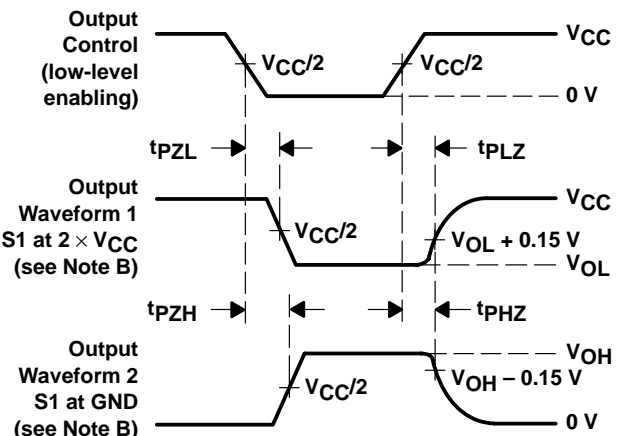 Output
Control
(low-level
enabling)
VCC/2
VCC/2
VCC
0 V
tPZL
tPLZ
Output
Waveform 1
S1 at 2 × VCC
(see Note B)
VCC/2
VCC
VOL + 0.15 V
VOL
tPZH
tPHZ
Output
Waveform 2
S1 at GND
(see Note B)
VCC/2
VOH
VOH – 0.15 V
0 V